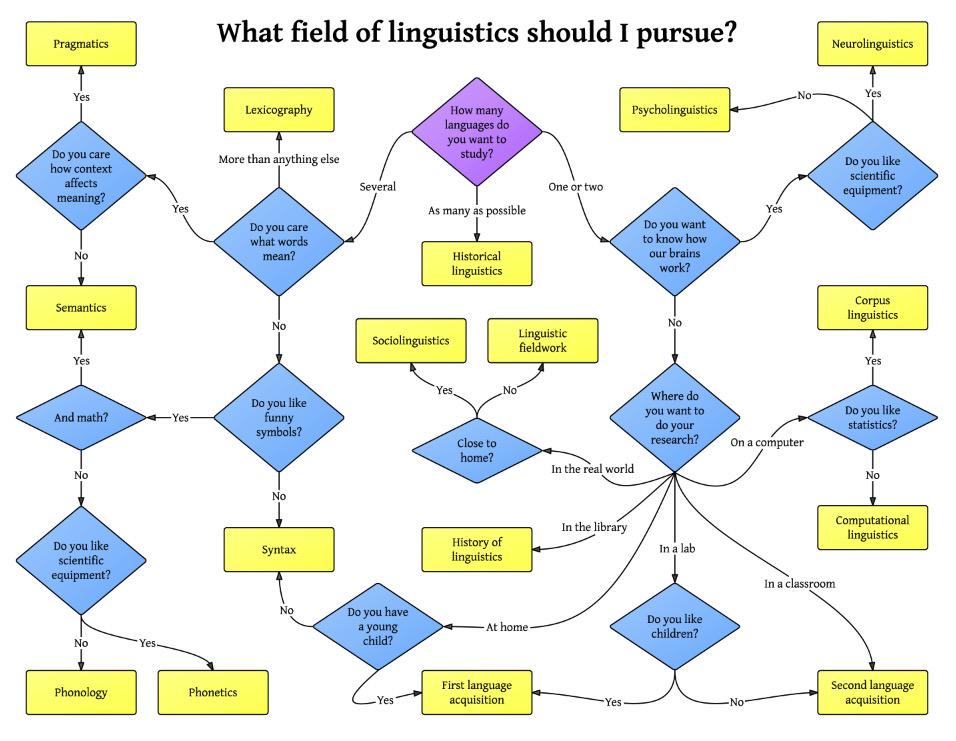 What field of linguistics should I pursue?
Pragmatics
Neurolinguistics
Yes
Lexicography
How many
languages do
you want to
study?
Psycholinguistics
No
Yes
Do you care
how context
affects
meaning?
More than anything else
Do you like
scientific
equipment?
Yes
Several
As many as possible
One or two
Yes
Do you care
what words
mean?
Do you want
to know how
our brains
work?
No
Historical
linguistics
Semantics
Corpus
linguistics
No
No
Sociolinguistics
Linguistic
fieldwork
Yes
Yes
Yes
No
And math?
Yes
Do you like
funny
symbols?
Close to
home?
Where do
you want to
do your
research?
On a computer
Do you like
statistics?
In the real world
No
No
No
Do you like
scientific
equipment?
Syntax
History of
linguistics
In the library
In a lab
Computational
linguistics
In a classroom
No
Do you have
a young
child?
At home
Do you like
children?
No
Yes
Phonology
Phonetics
Yes
First language
acquisition
Yes
No
Second language
acquisition